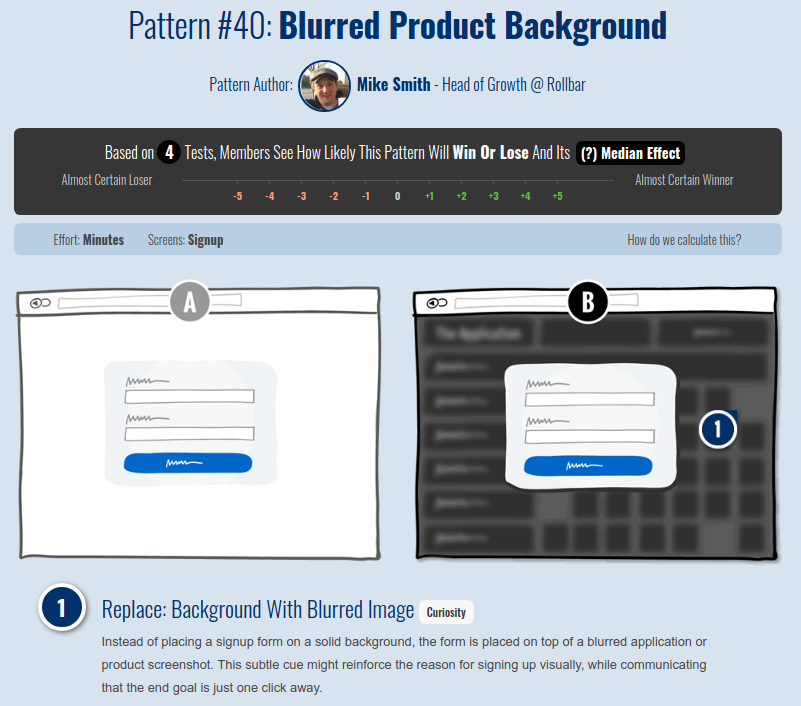 Pattern #40: Blurred Product Background
Pattern Author: Mike Smith - Head of Growth @ Rollbar
Based on 4 Tests, Members See How Likely This Pattern Will Win Or Lose And Its (?) Median Effect
Almost Certain Loser
-5 -4 -3 -2 -1 0 +1 +2 +3 +4 +5
Almost Certain Winner
Effort: Minutes Screens: Signup How do we calculate this?
A
B
The Application
1
1 Replace: Background With Blurred Image Curiosity
Instead of placing a signup form on a solid background, the form is placed on top of a blurred application or
product screenshot. This subtle cue might reinforce the reason for signing up visually, while communicating
that the end goal is just one click away.